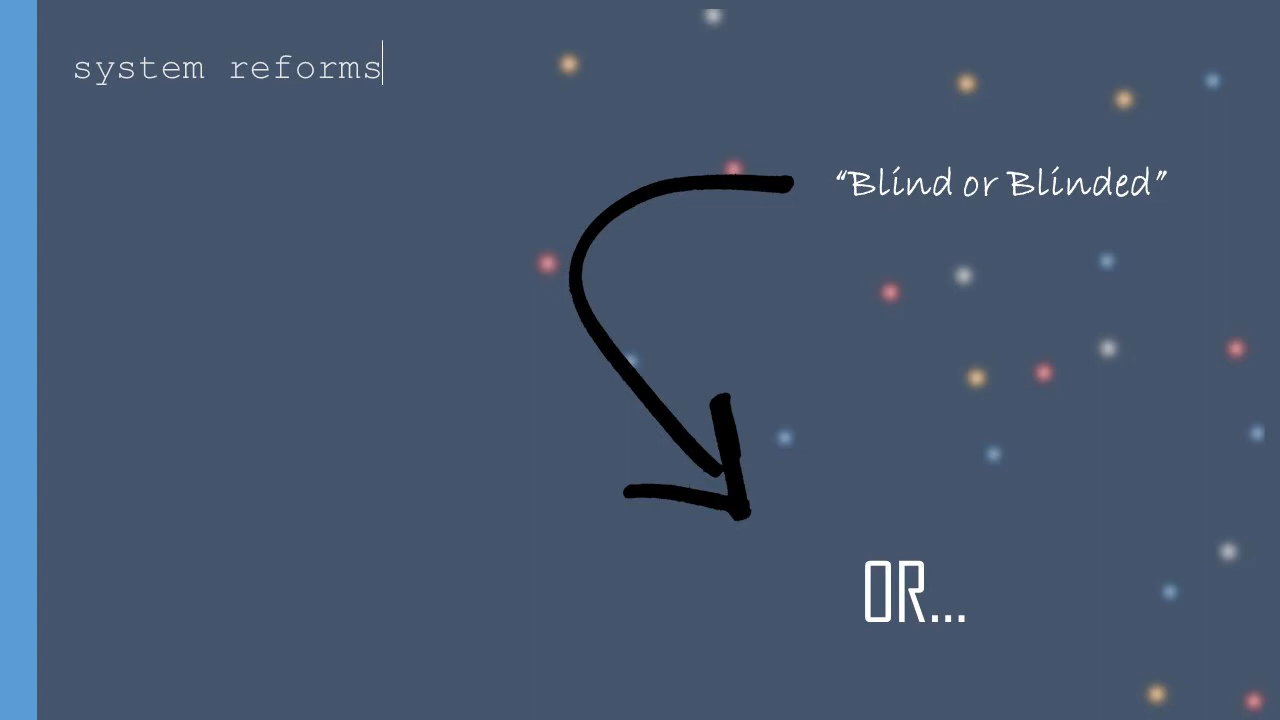 system reforms
“Blind or Blinded”
OR...